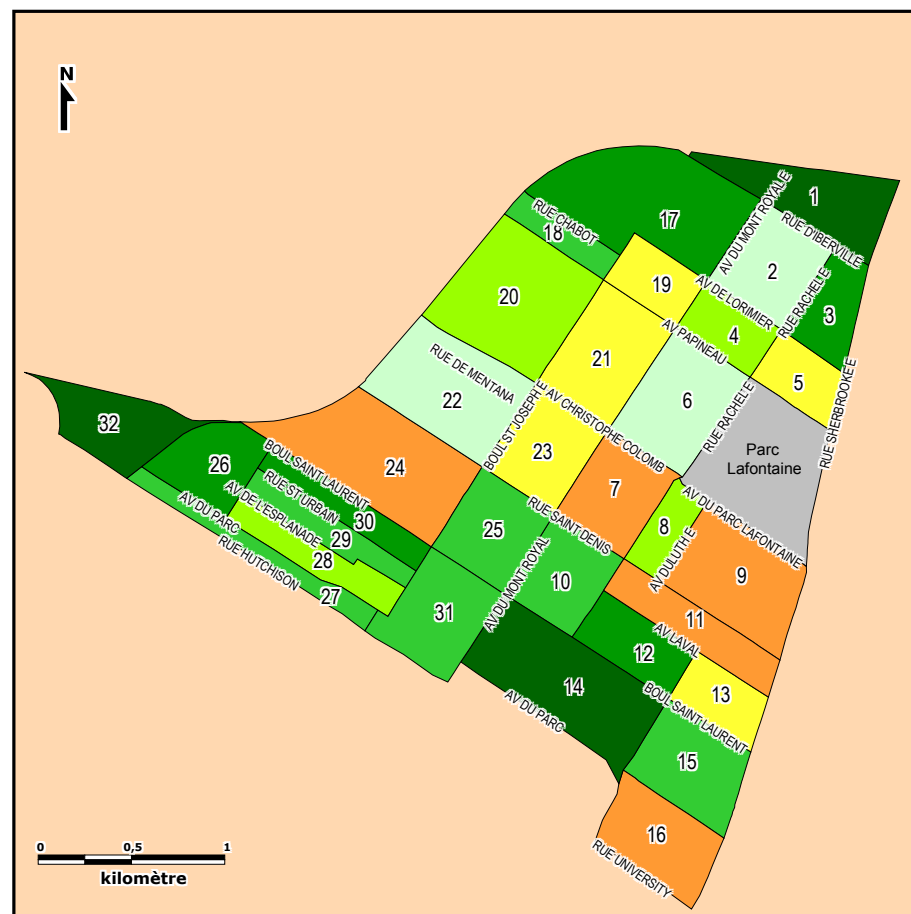 N
1
AV DU MONT ROYALE
17
RUE CHABOT
18
RUE D'IBERVILLE
2
19
AV DE LORIMIER
RUE RACHEL E
3
20
4
AV PAPINEAU
21
RUE DE MENTANA
22
5
6
AV CHRISTOPHE COLOMB
BOUL ST JOSEPH E
RUE RACHEL E
RUE SHERBROOKE E
32
23
Parc
Lafontaine
24
26
BOUL SAINT LAURENT
7
RUE ST URBAIN
30
AV DE L'ESPLANADE
AV DU PARC
29
28
RUE HUTCHISON
27
25
RUE SAINT DENIS
8
AV DU PARC LAFONTAINE
AV DULUTH E
9
10
AV DU MONT ROYAL
31
11
AV LAVAL
12
14
AV DU PARC
13
BOUL SAINT LAURENT
15
16
RUE UNIVERSITY
0 0,5 1
kilomètre